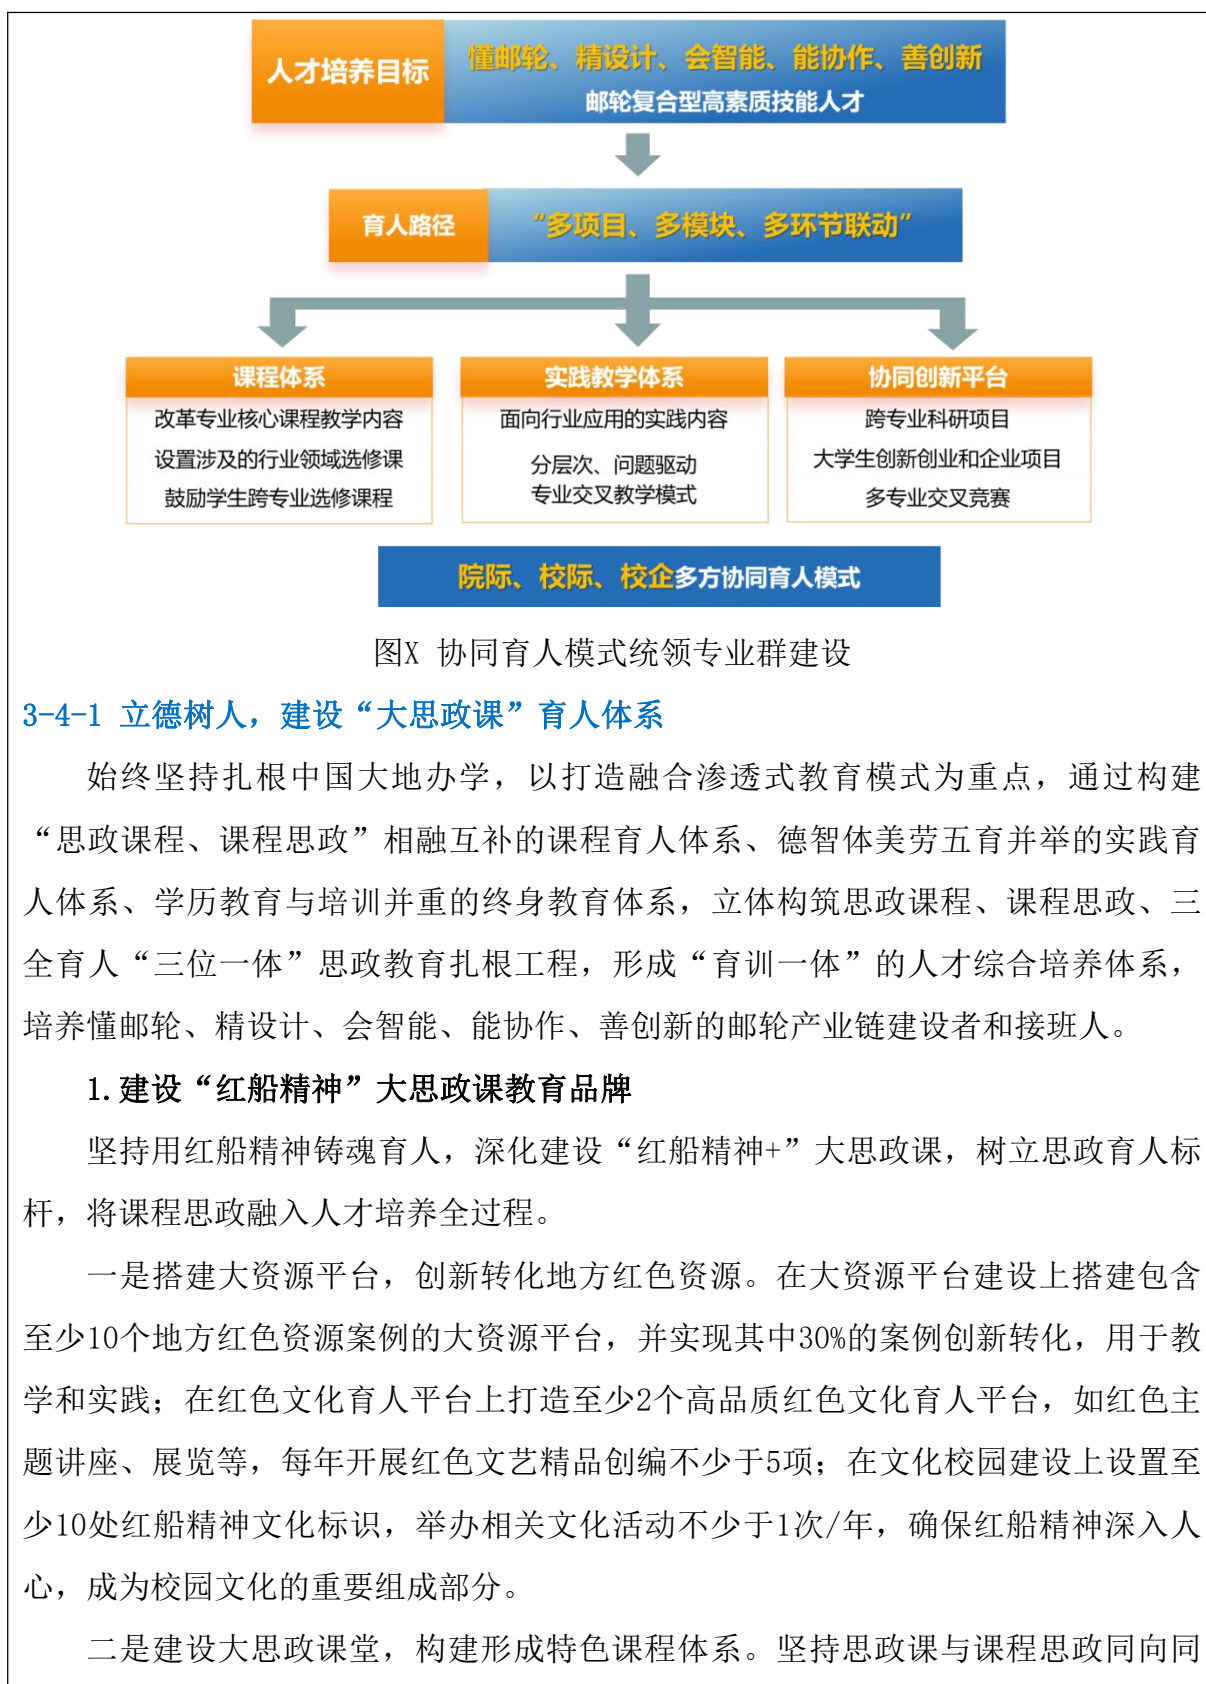 人才培养目标
懂邮轮、精设计、会智能、能协作、善创新
邮轮复合型高素质技能人才
育人路径
“多项目、多模块、多环节联动”
课程体系
改革专业核心课程教学内容
设置涉及的行业领域选修课
鼓励学生跨专业选修课程
实践教学体系
面向行业应用的实践内容
分层次、问题驱动
专业交叉教学模式
协同创新平台
跨专业科研项目
大学生创新创业和企业项目
多专业交叉竞赛
院际、校际、校企多方协同育人模式
图X 协同育人模式统领专业群建设
3-4-1 立德树人，建设“大思政课”育人体系
始终坚持扎根中国大地办学，以打造融合渗透式教育模式为重点，通过构建
“思政课程、课程思政”相融互补的课程育人体系、德智体美劳五育并举的实践育
人体系、学历教育与培训并重的终身教育体系，立体构筑思政课程、课程思政、三
全育人“三位一体”思政教育扎根工程，形成“育训一体”的人才综合培养体系，
培养懂邮轮、精设计、会智能、能协作、善创新的邮轮产业链建设者和接班人。
1.建设“红船精神”大思政课教育品牌
坚持用红船精神铸魂育人，深化建设“红船精神+”大思政课，树立思政育人标
杆，将课程思政融入人才培养全过程。
一是搭建大资源平台，创新转化地方红色资源。在大资源平台建设上搭建包含
至少10个地方红色资源案例的大资源平台，并实现其中30%的案例创新转化，用于教
学和实践；在红色文化育人平台上打造至少2个高品质红色文化育人平台，如红色主
题讲座、展览等，每年开展红色文艺精品创编不少于5项；在文化校园建设上设置至
少10处红船精神文化标识，举办相关文化活动不少于1次/年，确保红船精神深入人
心，成为校园文化的重要组成部分。
二是建设大思政课堂，构建形成特色课程体系。坚持思政课与课程思政同向同